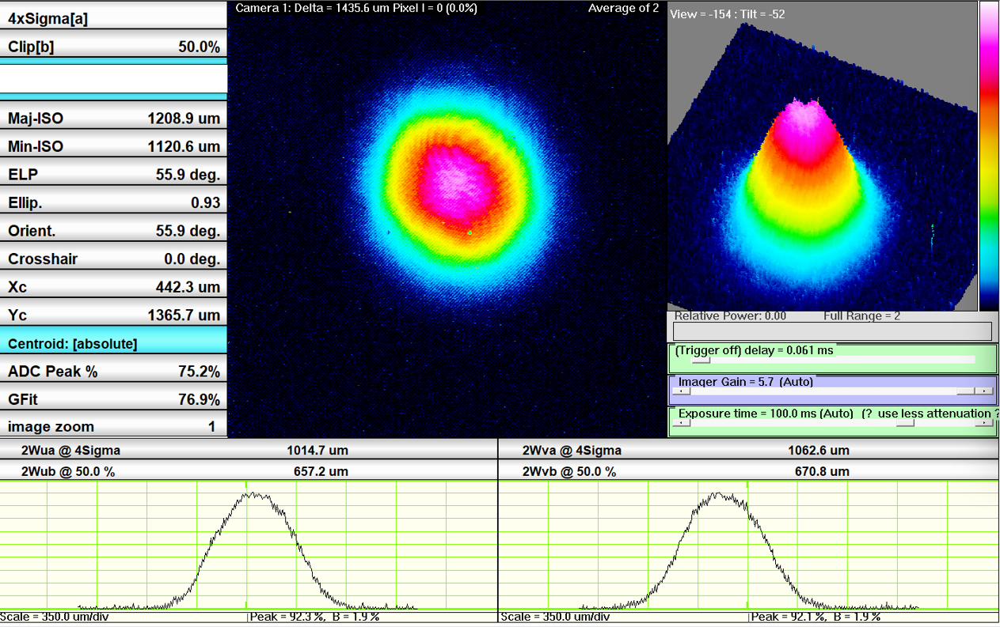 4xSigma[a]
Clip[b] 50.0%
Maj-ISO 1208.9 um
Min-ISO 1120.6 um
ELP 55.9 deg.
Ellip. 0.93
Orient. 55.9 deg.
Crosshair 0.0 deg.
Xc 442.3 um
Yc 1365.7 um
Centroid: [absolute]
ADC Peak % 75.2%
GFit 76.9%
image zoom 1
Camera 1: Delta = 1435.6 um Pixel I = 0 (0.0%)
Average of 2
View = -154 : Tilt = -52
Relative Power: 0.00 Full Range = 2
(Trigger off) delay = 0.061 ms
Imager Gain = 5.7 (Auto)
Exposure time = 100.0 ms (Auto) (? use less attenuation ?
2Wua @ 4Sigma 1014.7 um
2Wub @ 50.0 % 657.2 um
2Wva @ 4Sigma 1062.6 um
2Wvb @ 50.0 % 670.8 um
Scale = 350.0 um/div Peak = 92.3 %, B = 1.9 %
Scale = 350.0 um/div Peak = 92.1 %, B = 1.9 %